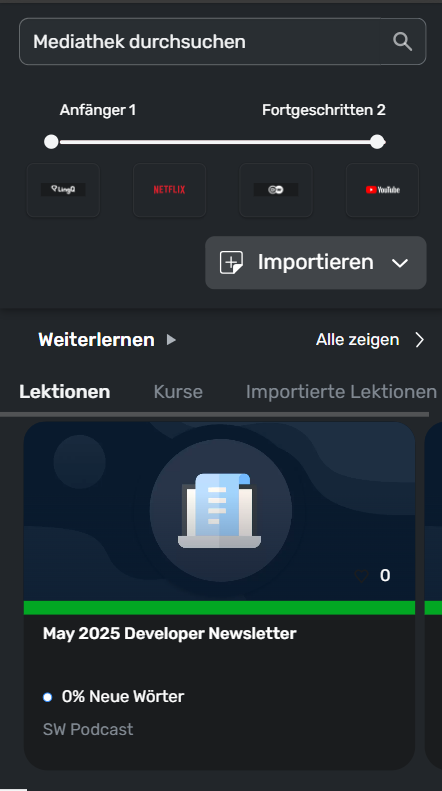 Mediathek durchsuchen
Anfänger 1 Fortgeschritten 2
LingQ NETFLIX YouTube
Importieren
Weiterlernen Alle zeigen
Lektionen Kurse Importierte Lektionen
0
May 2025 Developer Newsletter
0% Neue Wörter
SW Podcast